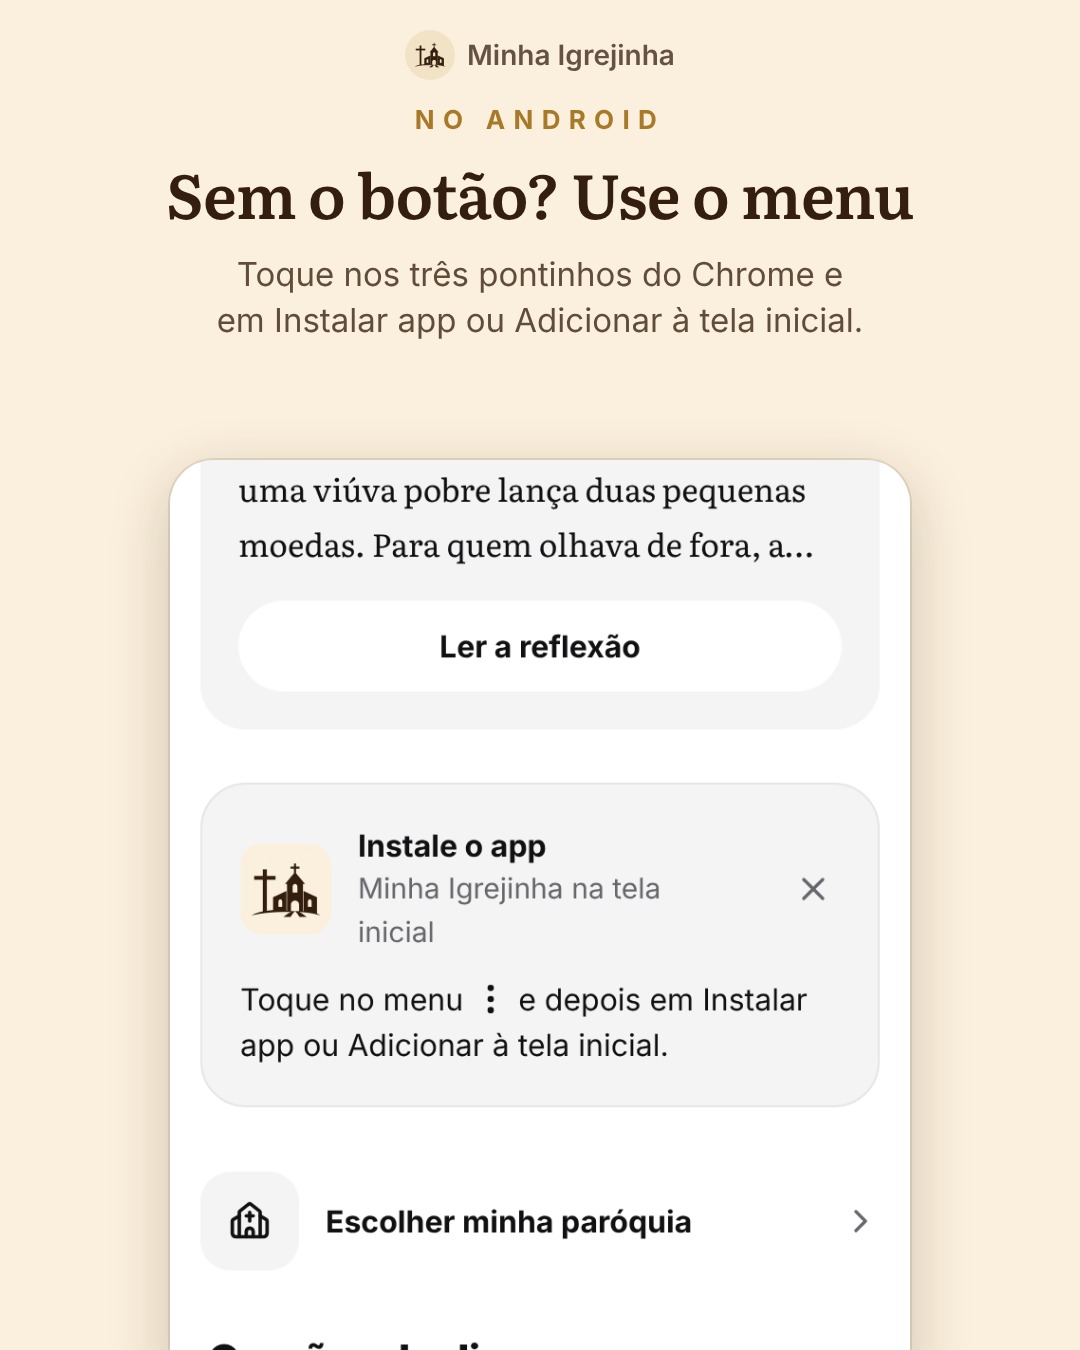 Minha Igrejinha
NO ANDROID
Sem o botão? Use o menu
Toque nos três pontinhos do Chrome e
em Instalar app ou Adicionar à tela inicial.
uma viúva pobre lança duas pequenas
moedas. Para quem olhava de fora, a...
Ler a reflexão
Instale o app
Minha Igrejinha na tela
inicial
Toque no menu ⋮ e depois em Instalar
app ou Adicionar à tela inicial.
Escolher minha paróquia